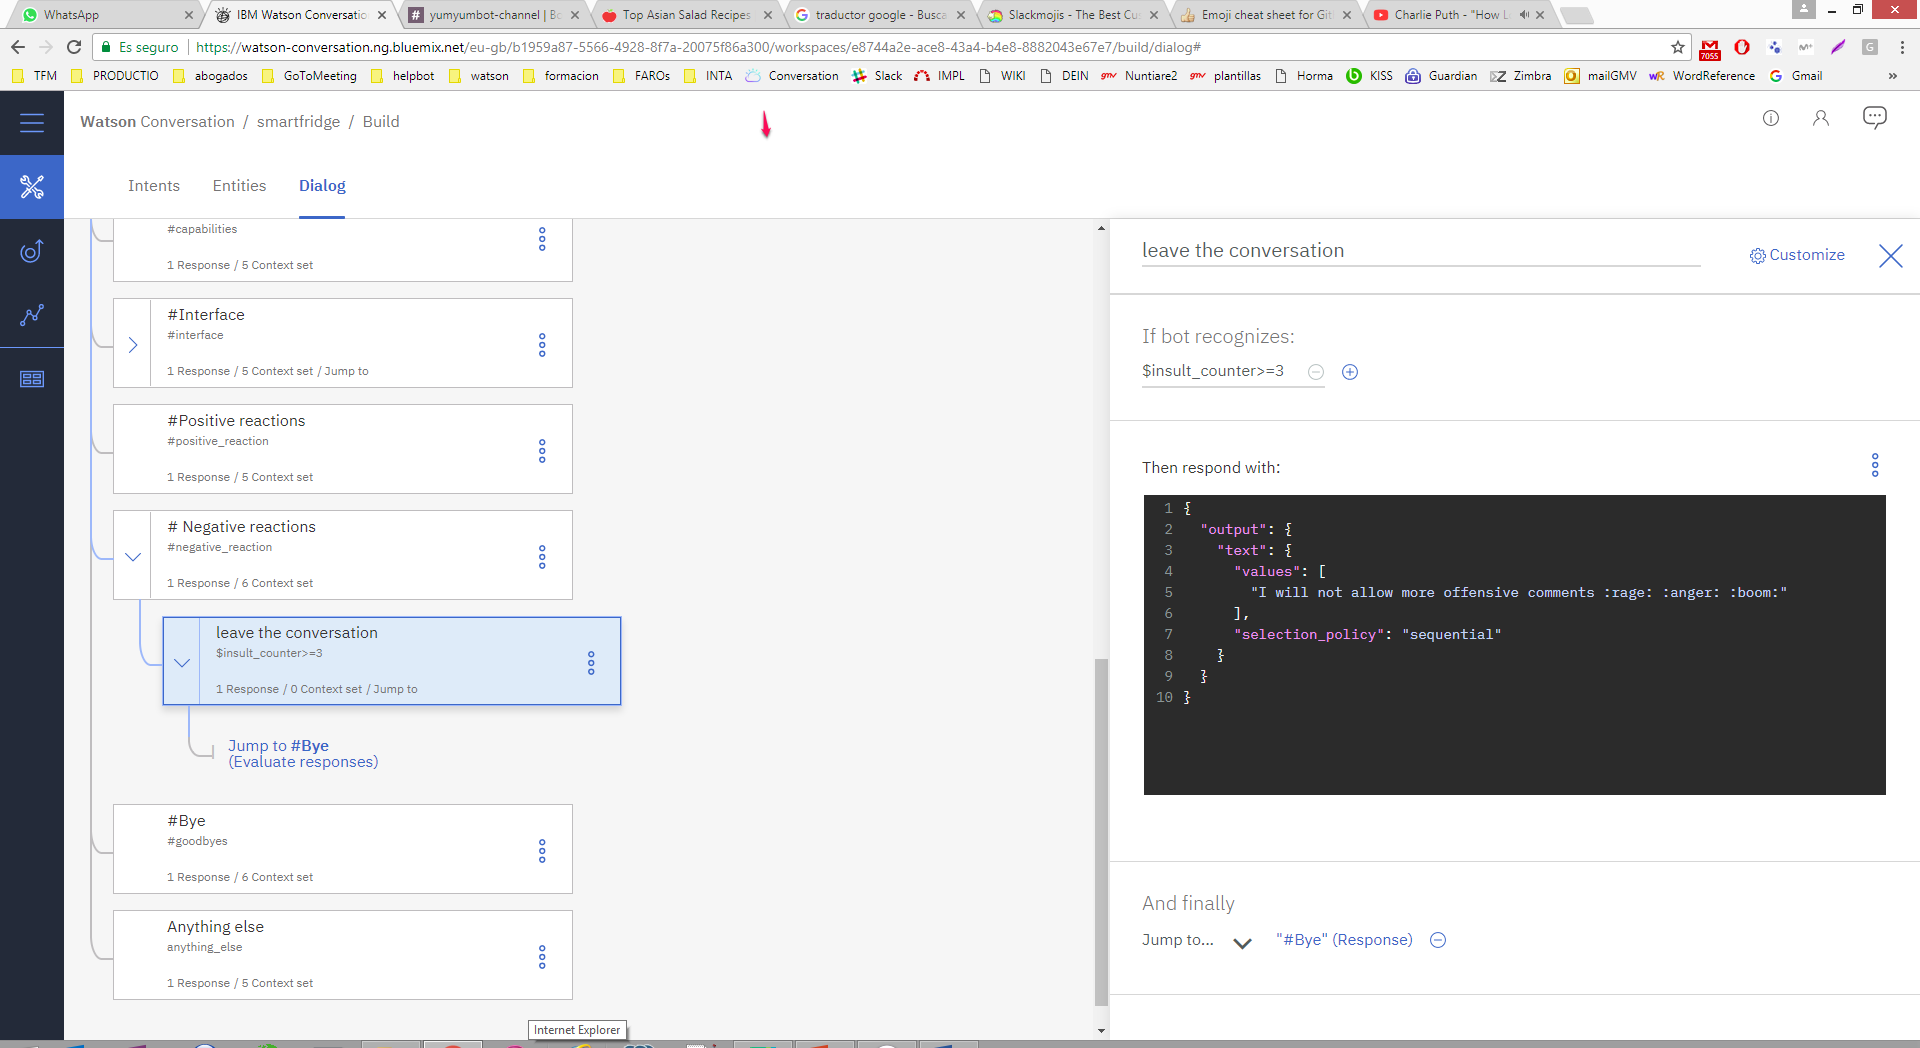 WhatsApp
IBM Watson Conversatio
yumyumbot-channel | Bo
Top Asian Salad Recipes
traductor google - Busca
Slackmojis - The Best Cu
Emoji cheat sheet for Git
Charlie Puth - "How L
Es seguro
https://watson-conversation.ng.bluemix.net/eu-gb/b1959a87-5566-4928-8f7a-20075f86a300/workspaces/e8744a2e-ace8-43a4-b4e8-8882043e67e7/build/dialog#
7055
TFM
PRODUCTIO
abogados
GoToMeeting
helpbot
watson
formacion
FAROs
INTA
Conversation
Slack
IMPL
WIKI
DEIN
Nuntiare2
plantillas
Horma
KISS
Guardian
Zimbra
mailGMV
WordReference
Gmail
»
Watson Conversation / smartfridge / Build
Intents
Entities
Dialog
#capabilities
1 Response / 5 Context set
#Interface
#interface
1 Response / 5 Context set / Jump to
#Positive reactions
#positive_reaction
1 Response / 5 Context set
# Negative reactions
#negative_reaction
1 Response / 6 Context set
leave the conversation
$insult_counter>=3
1 Response / 0 Context set / Jump to
Jump to #Bye
(Evaluate responses)
#Bye
#goodbyes
1 Response / 6 Context set
Anything else
anything_else
1 Response / 5 Context set
Internet Explorer
leave the conversation
Customize
If bot recognizes:
$insult_counter>=3
Then respond with:
1 {
2 "output": {
3 "text": {
4 "values": [
5 "I will not allow more offensive comments :rage: :anger: :boom:"
6 ],
7 "selection_policy": "sequential"
8 }
9 }
10 }
And finally
Jump to...
"#Bye" (Response)